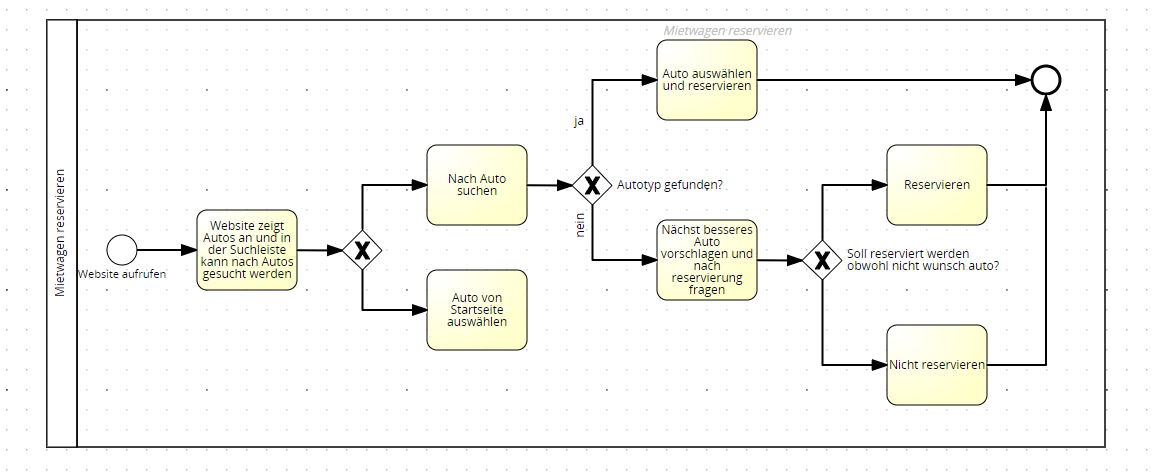 Mietwagen reservieren
Mietwagen reservieren
Website aufrufen
Website zeigt
Autos an und in
der Suchleiste
kann nach Autos
gesucht werden
X
Nach Auto
suchen
Auto von
Startseite
auswählen
X
Autotyp gefunden?
ja
nein
Auto auswählen
und reservieren
Nächst besseres
Auto
vorschlagen und
nach
reservierung
fragen
X
Soll reserviert werden
obwohl nicht wunsch auto?
Reservieren
Nicht reservieren